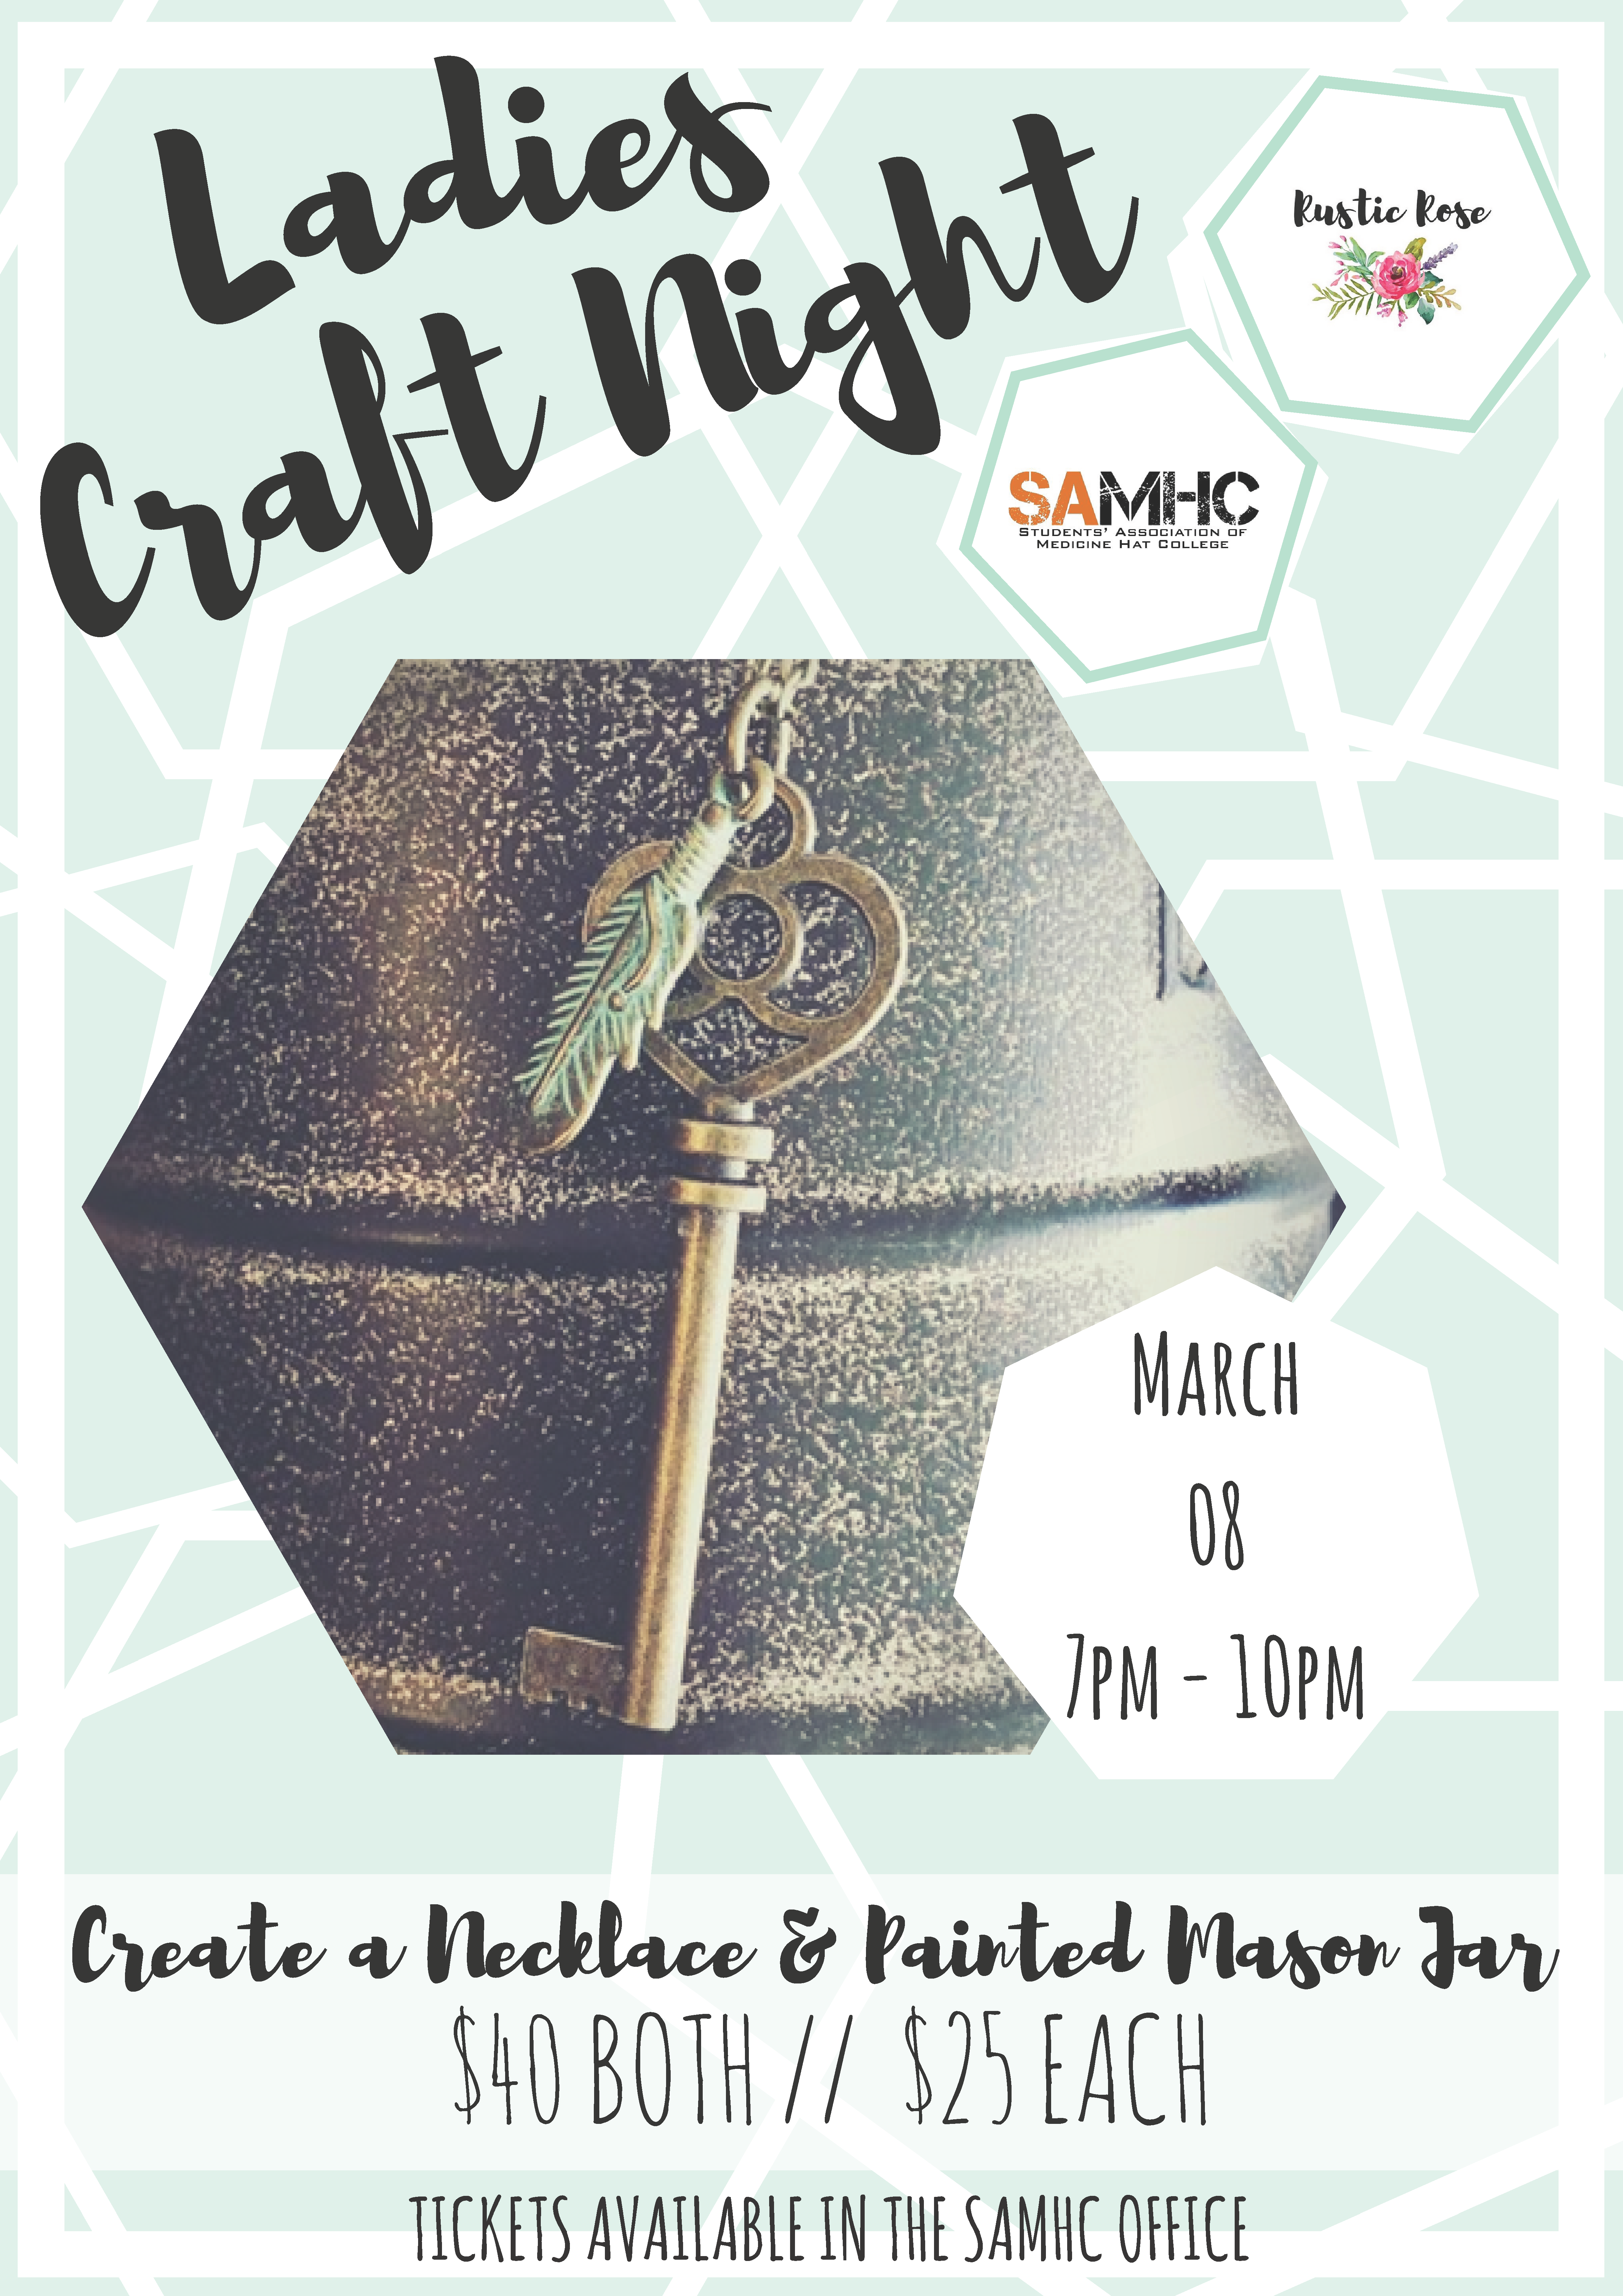 Ladies
Craft Night
Rustic Rose
SAMHC
STUDENTS' ASSOCIATION OF
MEDICINE HAT COLLEGE
MARCH
08
7PM - 10PM
Create a Necklace & Painted Mason Jar
$40 BOTH // $25 EACH
TICKETS AVAILABLE IN THE SAMHC OFFICE